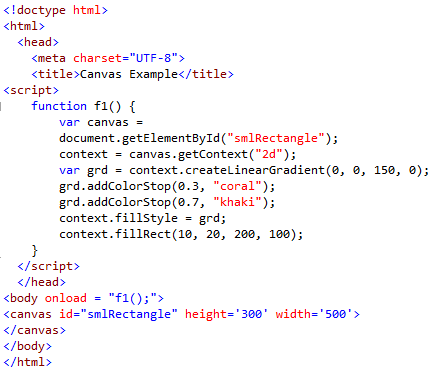 <!doctype html>
<html>
<head>
<meta charset="UTF-8">
<title>Canvas Example</title>
<script>
function f1() {
var canvas =
document.getElementById("smlRectangle");
context = canvas.getContext("2d");
var grd = context.createLinearGradient(0, 0, 150, 0);
grd.addColorStop(0.3, "coral");
grd.addColorStop(0.7, "khaki");
context.fillStyle = grd;
context.fillRect(10, 20, 200, 100);
}
</script>
</head>
<body onload = "f1();">
<canvas id="smlRectangle" height='300' width='500'>
</canvas>
</body>
</html>